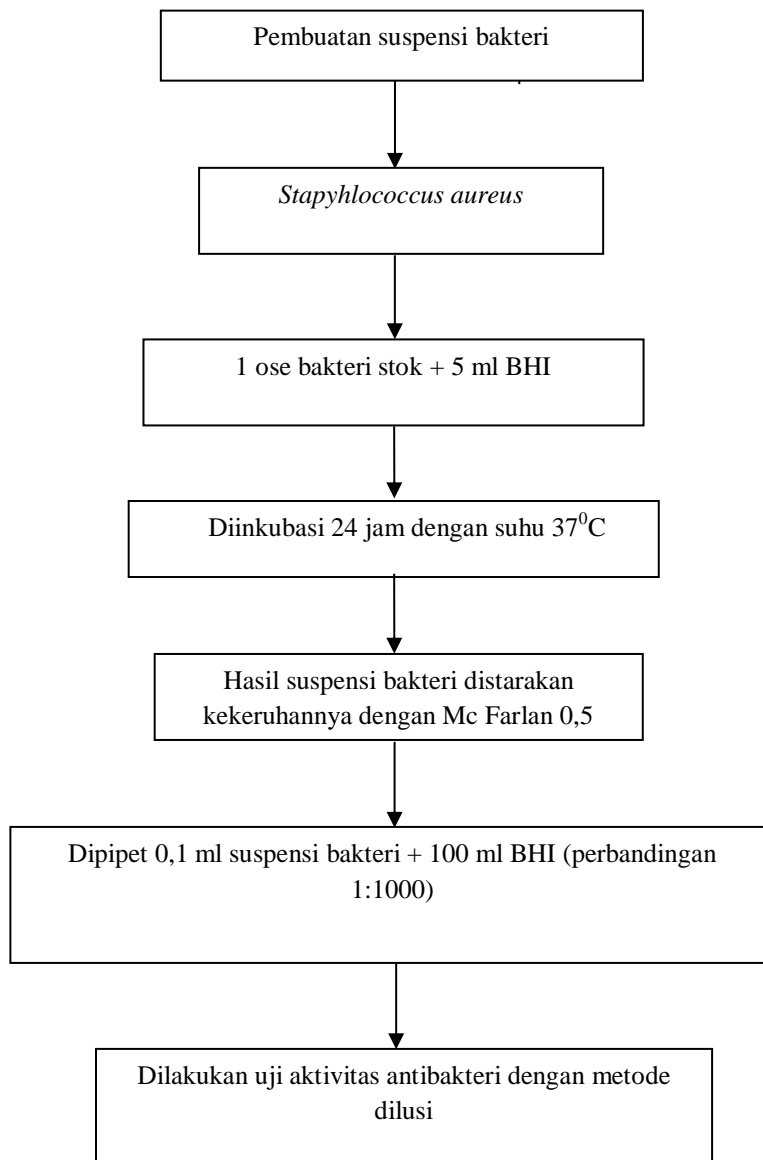 Pembuatan suspensi bakteri
Stapyhlococcus aureus
1 ose bakteri stok + 5 ml BHI
Diinkubasi 24 jam dengan suhu 37⁰C
Hasil suspensi bakteri distarakan
kekeruhannya dengan Mc Farlan 0,5
Dipipet 0,1 ml suspensi bakteri + 100 ml BHI (perbandingan
1:1000)
Dilakukan uji aktivitas antibakteri dengan metode
dilusi